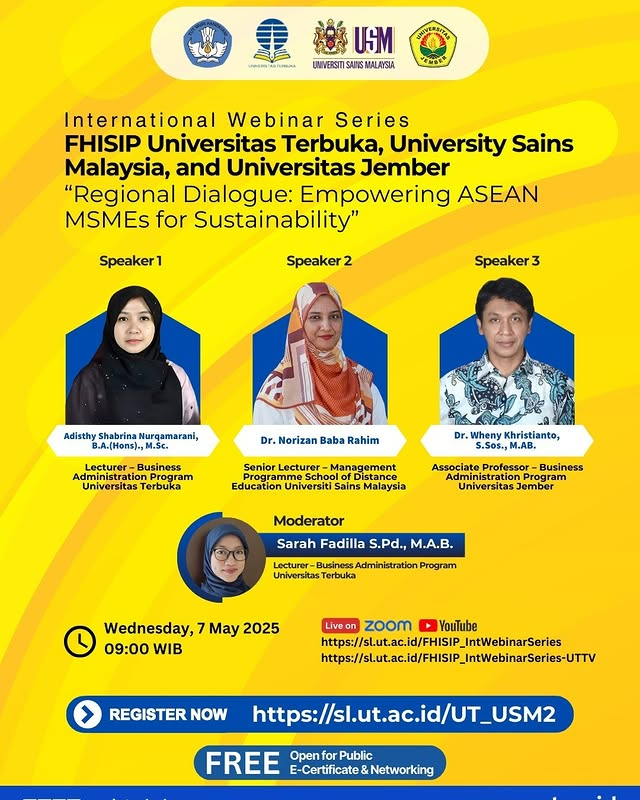 TUT WURI HANDAYANI
UNIVERSITAS TERBUKA
USM
UNIVERSITI SAINS MALAYSIA
UNIVERSITAS
JEMBER
International Webinar Series
FHISIP Universitas Terbuka, University Sains
Malaysia, and Universitas Jember
“Regional Dialogue: Empowering ASEAN
MSMEs for Sustainability”
Speaker 1
Adisthy Shabrina Nurqamarani,
B.A.(Hons)., M.Sc.
Lecturer – Business
Administration Program
Universitas Terbuka
Speaker 2
Dr. Norizan Baba Rahim
Senior Lecturer – Management
Programme School of Distance
Education Universiti Sains Malaysia
Speaker 3
Dr. Wheny Khristianto,
S.Sos., M.AB.
Associate Professor – Business
Administration Program
Universitas Jember
Moderator
Sarah Fadilla S.Pd., M.A.B.
Lecturer – Business Administration Program
Universitas Terbuka
Wednesday, 7 May 2025
09:00 WIB
Live on zoom YouTube
https://sl.ut.ac.id/FHISIP_IntWebinarSeries
https://sl.ut.ac.id/FHISIP_IntWebinarSeries-UTTV
REGISTER NOW https://sl.ut.ac.id/UT_USM2
FREE
Open for Public
E-Certificate & Networking